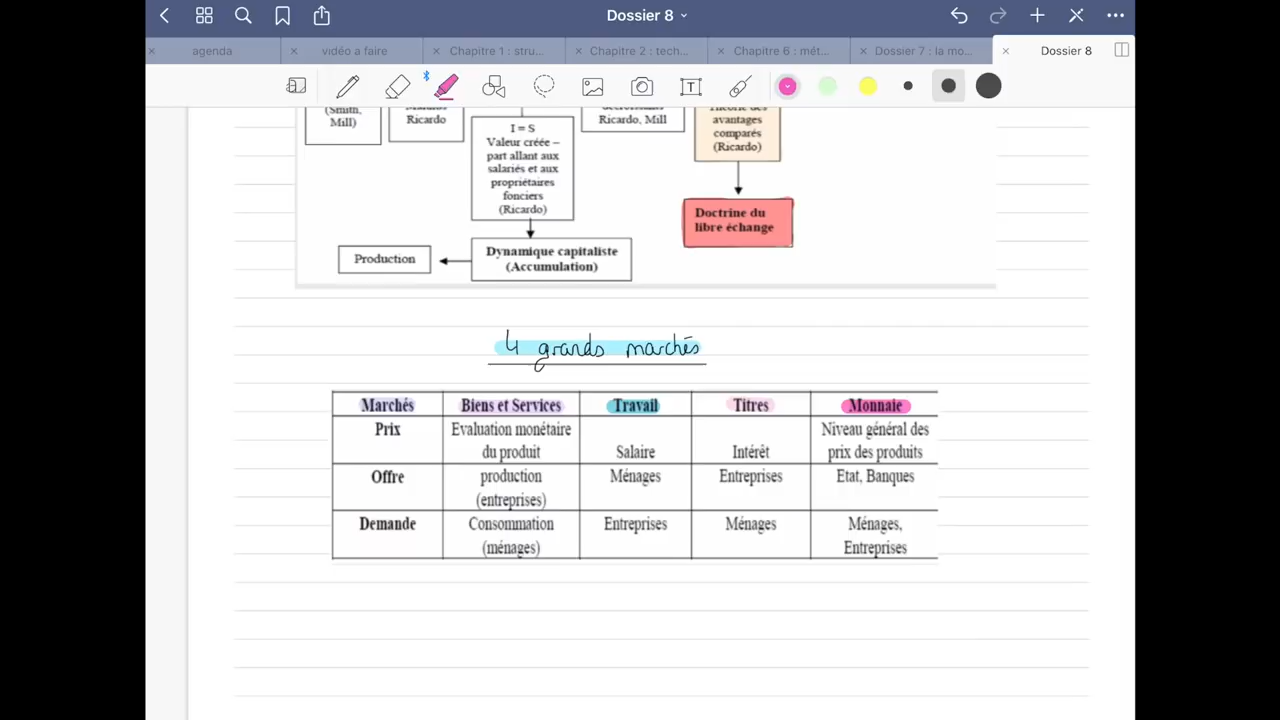 Dossier 8
agenda
vidéo a faire
Chapitre 1 : stru...
Chapitre 2 : tech...
Chapitre 6 : mét...
Dossier 7 : la mo...
Dossier 8
(Smith,
Mill)
Ricardo
I = S
Valeur créée –
part allant aux
salariés et aux
propriétaires
fonciers
(Ricardo)
Ricardo, Mill
avantages
comparés
(Ricardo)
Doctrine du
libre échange
Production
Dynamique capitaliste
(Accumulation)
4 grands marchés
Marchés Biens et Services Travail Titres Monnaie
Prix Evaluation monétaire du produit Salaire Intérêt Niveau général des prix des produits
Offre production (entreprises) Ménages Entreprises Etat, Banques
Demande Consommation (ménages) Entreprises Ménages Ménages, Entreprises